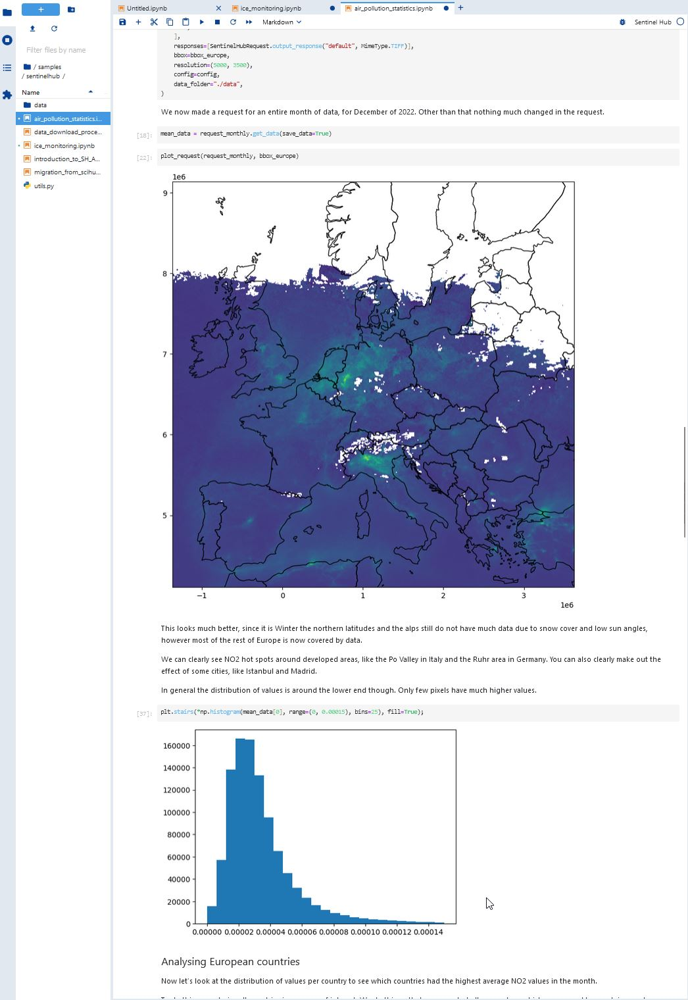 Untitled.ipynb
ice_monitoring.ipynb
air_pollution_statistics.ipynb
Markdown
Sentinel Hub
Filter files by name
/ samples
/ sentinelhub /
Name
data
air_pollution_statistics.i...
data_download_proce...
ice_monitoring.ipynb
introduction_to_SH_A...
migration_from_scihu...
utils.py
],
responses=[SentinelHubRequest.output_response("default", MimeType.TIFF)],
bbox=bbox_europe,
resolution=(5000, 3500),
config=config,
data_folder="./data",
)
We now made a request for an entire month of data, for December of 2022. Other than that nothing much changed in the request.
[18]: mean_data = request_monthly.get_data(save_data=True)
[22]: plot_request(request_monthly, bbox_europe)
1e6
9
8
7
6
5
−1 0 1 2 3
1e6
This looks much better, since it is Winter the northern latitudes and the alps still do not have much data due to snow cover and low sun angles,
however most of the rest of Europe is now covered by data.
We can clearly see NO2 hot spots around developed areas, like the Po Valley in Italy and the Ruhr area in Germany. You can also clearly make out the
effect of some cities, like Istanbul and Madrid.
In general the distribution of values is around the lower end though. Only few pixels have much higher values.
[37]: plt.stairs(*np.histogram(mean_data[0], range=(0, 0.00015), bins=25), fill=True);
160000
140000
120000
100000
80000
60000
40000
20000
0
0.00000 0.00002 0.00004 0.00006 0.00008 0.00010 0.00012 0.00014
Analysing European countries
Now let's look at the distribution of values per country to see which countries had the highest average NO2 values in the month.